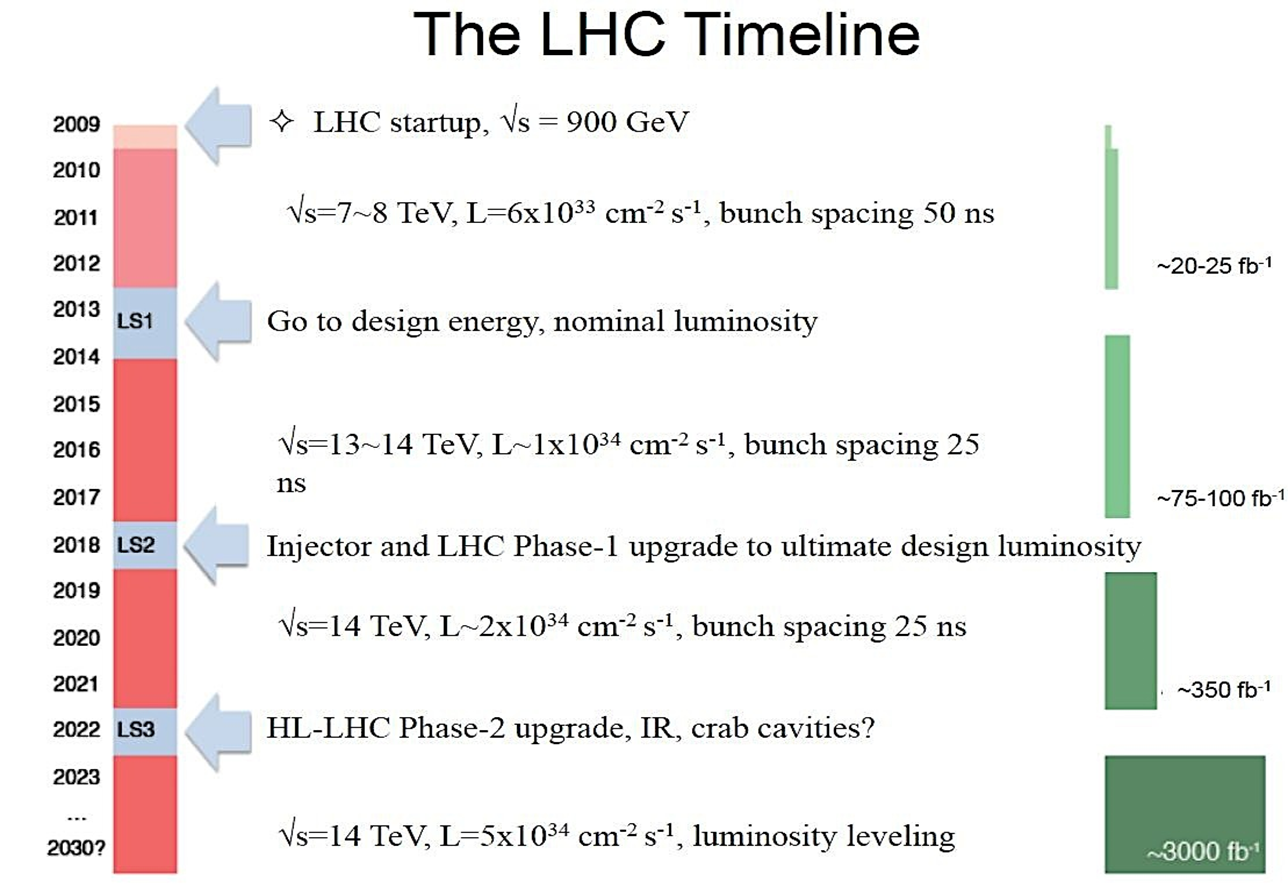 The LHC Timeline
2009
✧ LHC startup, √s = 900 GeV
2010
2011
√s=7~8 TeV, L=6x10³³ cm⁻² s⁻¹, bunch spacing 50 ns
2012
~20-25 fb⁻¹
2013
LS1
Go to design energy, nominal luminosity
2014
2015
2016
√s=13~14 TeV, L~1x10³⁴ cm⁻² s⁻¹, bunch spacing 25
ns
2017
~75-100 fb⁻¹
2018
LS2
Injector and LHC Phase-1 upgrade to ultimate design luminosity
2019
2020
√s=14 TeV, L~2x10³⁴ cm⁻² s⁻¹, bunch spacing 25 ns
2021
~350 fb⁻¹
2022
LS3
HL-LHC Phase-2 upgrade, IR, crab cavities?
2023
...
2030?
√s=14 TeV, L=5x10³⁴ cm⁻² s⁻¹, luminosity leveling
~3000 fb⁻¹